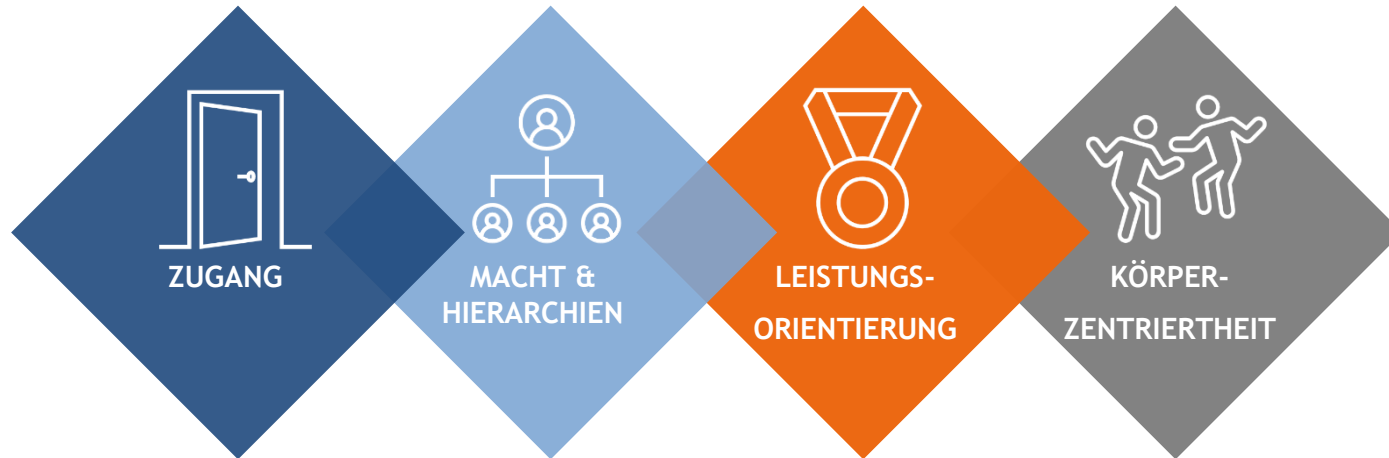 ZUGANG
MACHT &
HIERARCHIEN
LEISTUNGS-
ORIENTIERUNG
KÖRPER-
ZENTRIERTHEIT